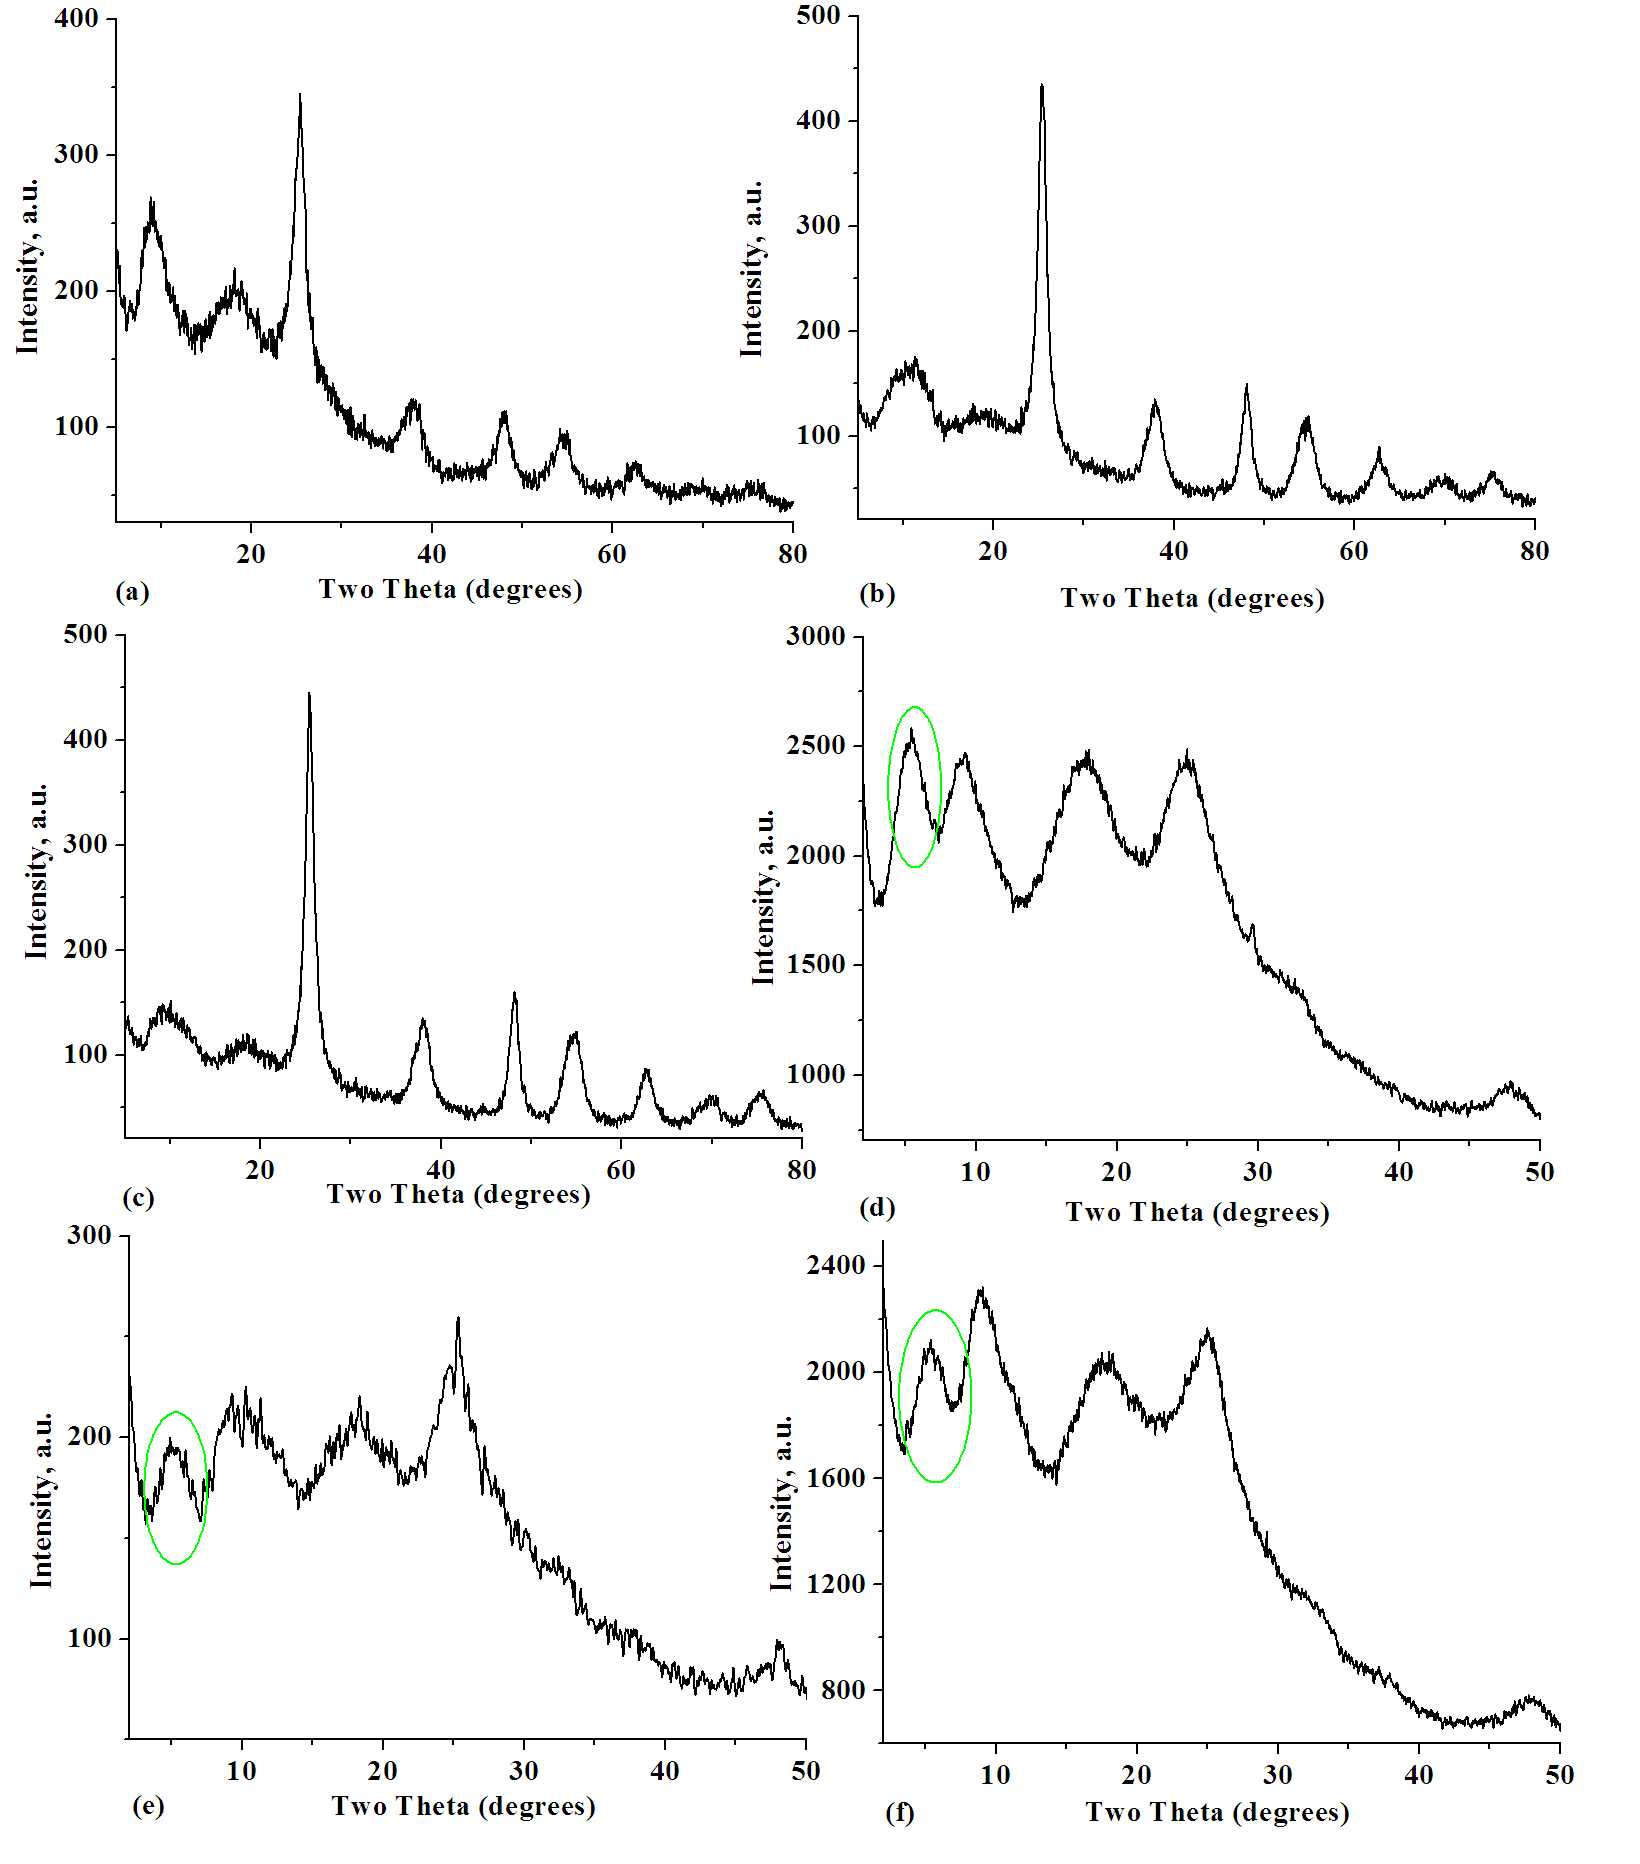 400
300
200
100
Intensity, a.u.
20 40 60 80
Two Theta (degrees)
(a)
500
400
300
200
100
Intensity, a.u.
20 40 60 80
Two Theta (degrees)
(b)
500
400
300
200
100
Intensity, a.u.
20 40 60 80
Two Theta (degrees)
(c)
3000
2500
2000
1500
1000
Intensity, a.u.
10 20 30 40 50
Two Theta (degrees)
(d)
300
200
100
Intensity, a.u.
10 20 30 40 50
Two Theta (degrees)
(e)
2400
2000
1600
1200
800
Intensity, a.u.
10 20 30 40 50
Two Theta (degrees)
(f)